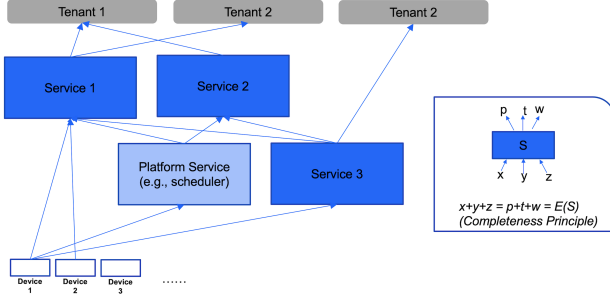 Tenant 1
Tenant 2
Tenant 2
Service 1
Service 2
Platform Service
(e.g., scheduler)
Service 3
Device
1
Device
2
Device
3
......
p
t
w
S
x
y
z
x+y+z = p+t+w = E(S)
(Completeness Principle)